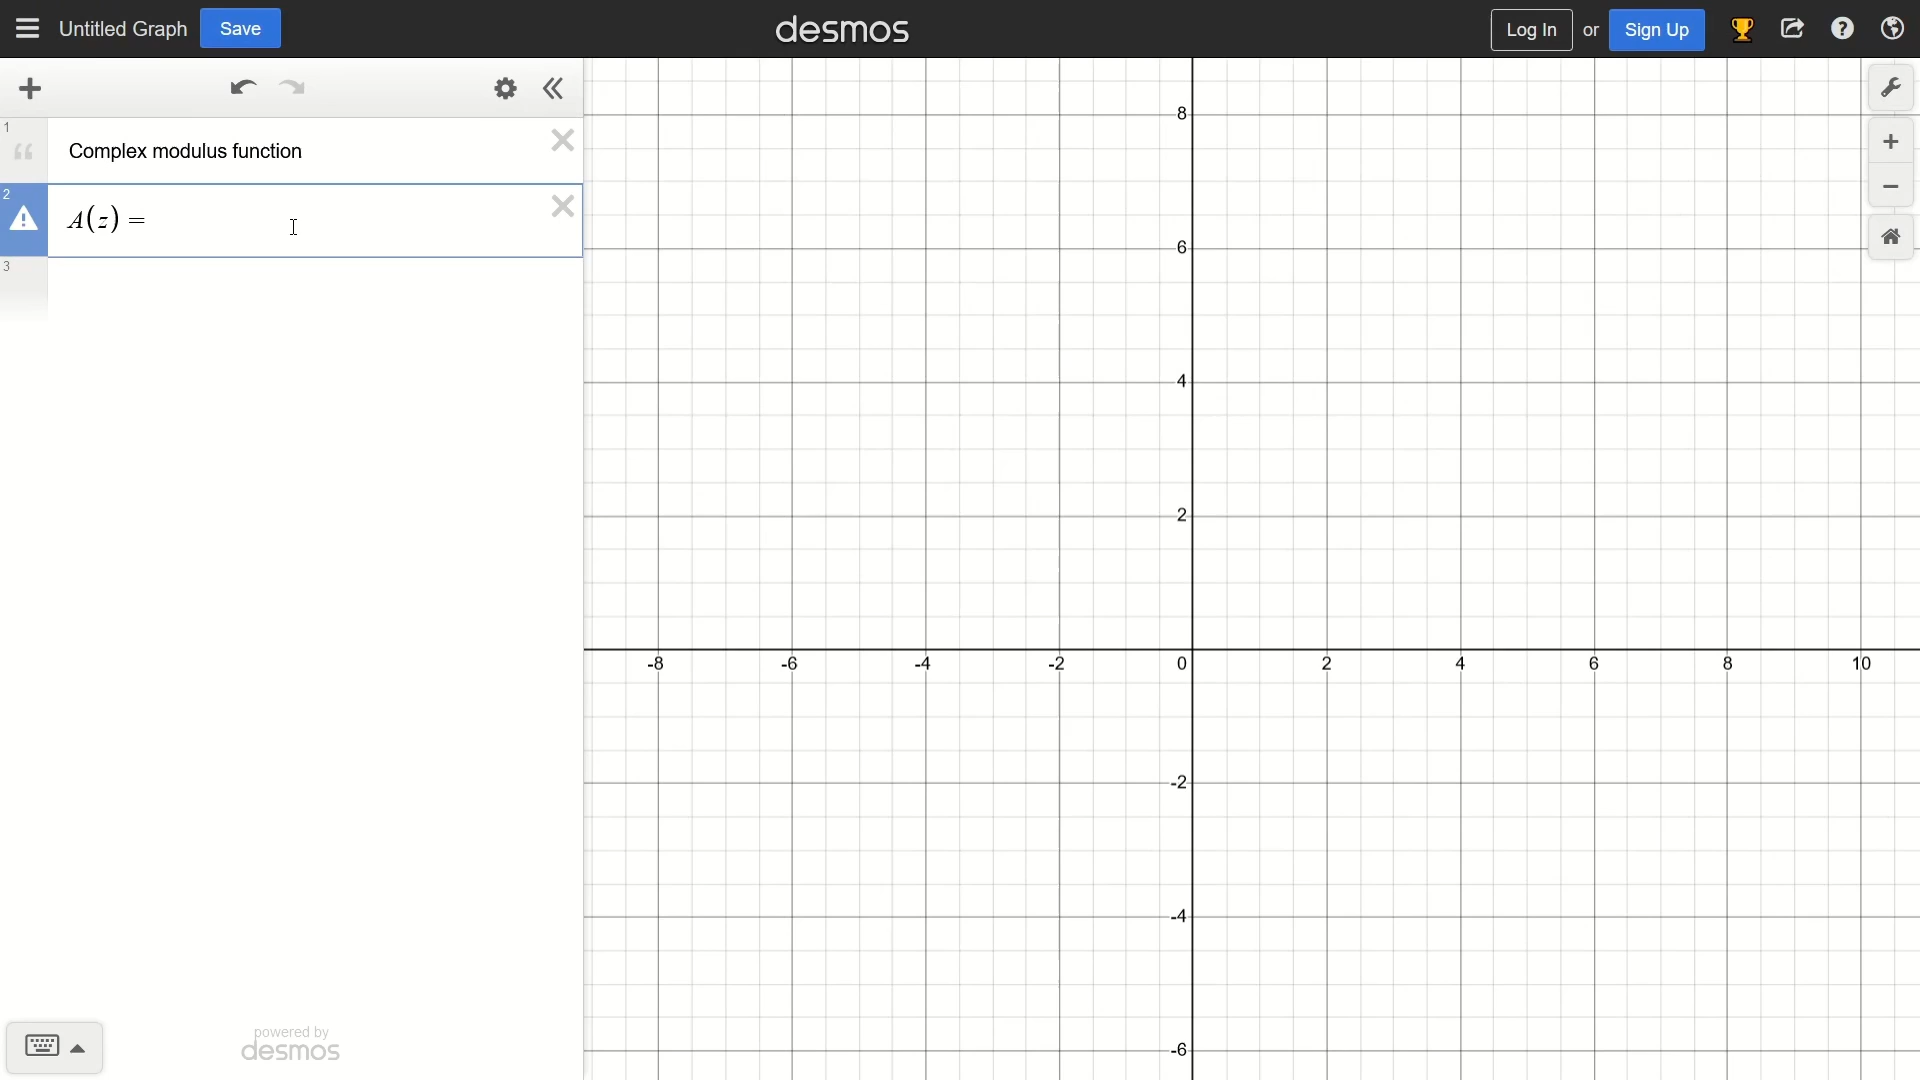 Untitled Graph
Save
desmos
Log In
or
Sign Up
1
Complex modulus function
2
A(z) =
3
powered by
desmos
8
6
4
2
-8 -6 -4 -2 0 2 4 6 8 10
-2
-4
-6